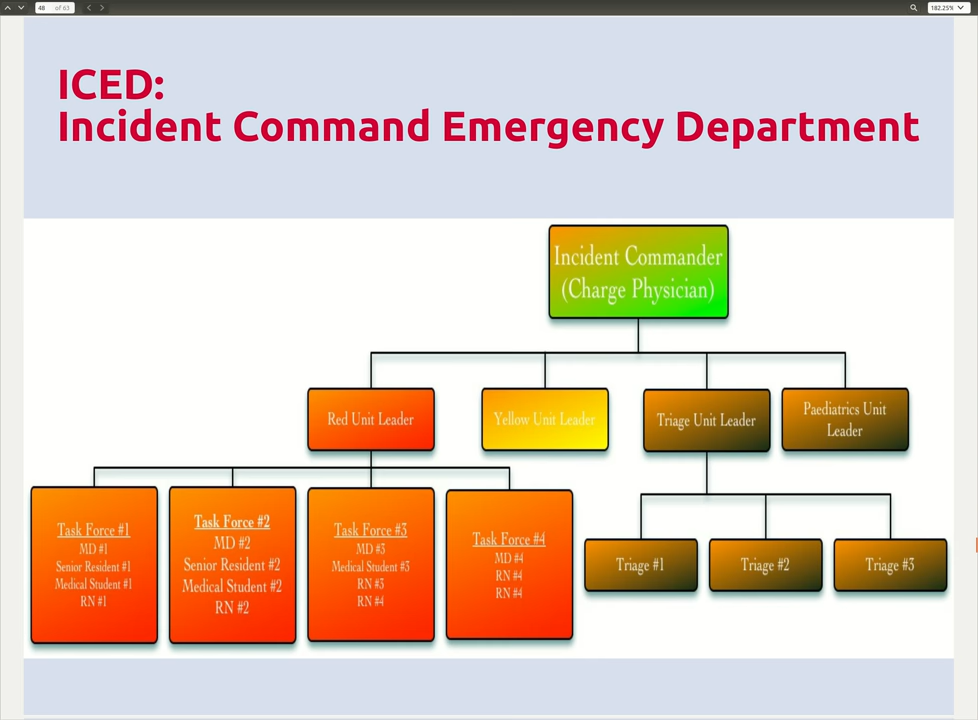 48 of 63
182.25%
ICED:
Incident Command Emergency Department
Incident Commander
(Charge Physician)
Red Unit Leader
Yellow Unit Leader
Triage Unit Leader
Paediatrics Unit
Leader
Task Force #1
MD #1
Senior Resident #1
Medical Student #1
RN #1
Task Force #2
MD #2
Senior Resident #2
Medical Student #2
RN #2
Task Force #3
MD #3
Medical Student #3
RN #3
RN #4
Task Force #4
MD #4
RN #4
RN #4
Triage #1
Triage #2
Triage #3